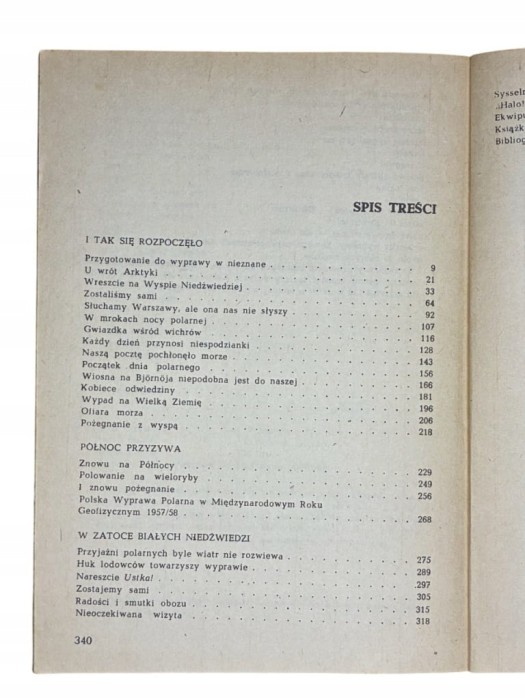 SPIS TREŚCI
I TAK SIĘ ROZPOCZĘŁO
Przygotowanie do wyprawy w nieznane . . . . . . . . . . . . 9
U wrót Arktyki . . . . . . . . . . . . 21
Wreszcie na Wyspie Niedźwiedziej . . . . . . . . . . . . 33
Zostaliśmy sami . . . . . . . . . . . . 64
Słuchamy Warszawy, ale ona nas nie słyszy . . . . . . . . . . . . 92
W mrokach nocy polarnej . . . . . . . . . . . . 107
Gwiazdka wśród wichrów . . . . . . . . . . . . 116
Każdy dzień przynosi niespodzianki . . . . . . . . . . . . 128
Naszą pocztę pochłonęło morze . . . . . . . . . . . . 143
Początek dnia polarnego . . . . . . . . . . . . 156
Wiosna na Björnöja niepodobna jest do naszej . . . . . . . . . . . . 166
Kobiece odwiedziny . . . . . . . . . . . . 181
Wypad na Wielką Ziemię . . . . . . . . . . . . 196
Ofiara morza . . . . . . . . . . . . 206
Pożegnanie z wyspą . . . . . . . . . . . . 218
PÓŁNOC PRZYZYWA
Znowu na Północy . . . . . . . . . . . . 229
Polowanie na wieloryby . . . . . . . . . . . . 249
I znowu pożegnanie . . . . . . . . . . . . 256
Polska Wyprawa Polarna w Międzynarodowym Roku
Geofizycznym 1957/58 . . . . . . . . . . . . 268
W ZATOCE BIAŁYCH NIEDŹWIEDZI
Przyjaźni polarnych byle wiatr nie rozwiewa . . . . . . . . . . . . 275
Huk lodowców towarzyszy wyprawie . . . . . . . . . . . . 289
Nareszcie Ustka! . . . . . . . . . . . . 297
Zostajemy sami . . . . . . . . . . . . 305
Radości i smutki obozu . . . . . . . . . . . . 315
Nieoczekiwana wizyta . . . . . . . . . . . . 318
340
Sysselm
„Halo!
Ekwipu
Książk
Bibliog